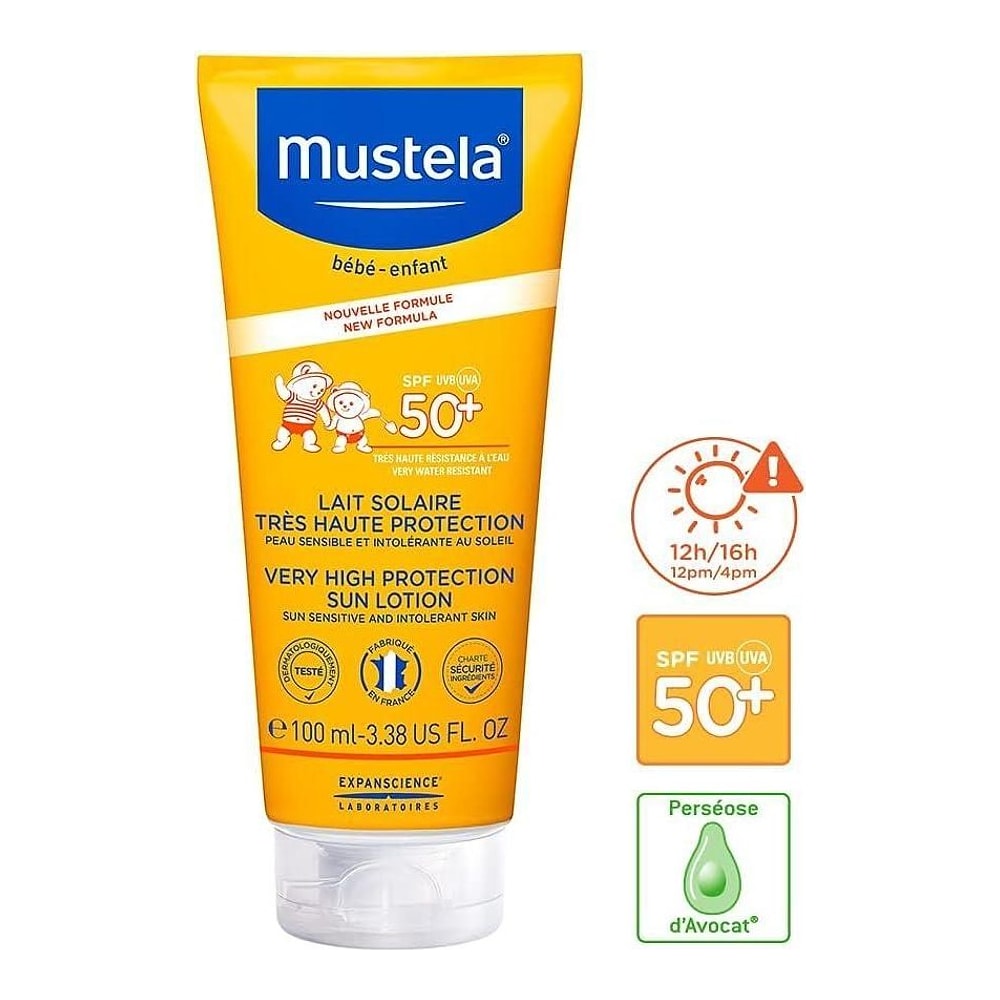 mustela®
bébé-enfant
NOUVELLE FORMULE
NEW FORMULA
SPF UVB UVA
50+
TRÈS HAUTE RÉSISTANCE À L'EAU
VERY WATER RESISTANT
LAIT SOLAIRE
TRÈS HAUTE PROTECTION
PEAU SENSIBLE ET INTOLÉRANTE AU SOLEIL
VERY HIGH PROTECTION
SUN LOTION
SUN SENSITIVE AND INTOLERANT SKIN
DERMATOLOGIQUEMENT
TESTÉ
FABRIQUÉ
EN FRANCE
CHARTE
SÉCURITÉ
INGRÉDIENTS
℮ 100 ml-3.38 US FL. OZ
EXPANSCIENCE®
LABORATOIRES
!
12h/16h
12pm/4pm
SPF UVB UVA
50+
Perséose
d'Avocat®